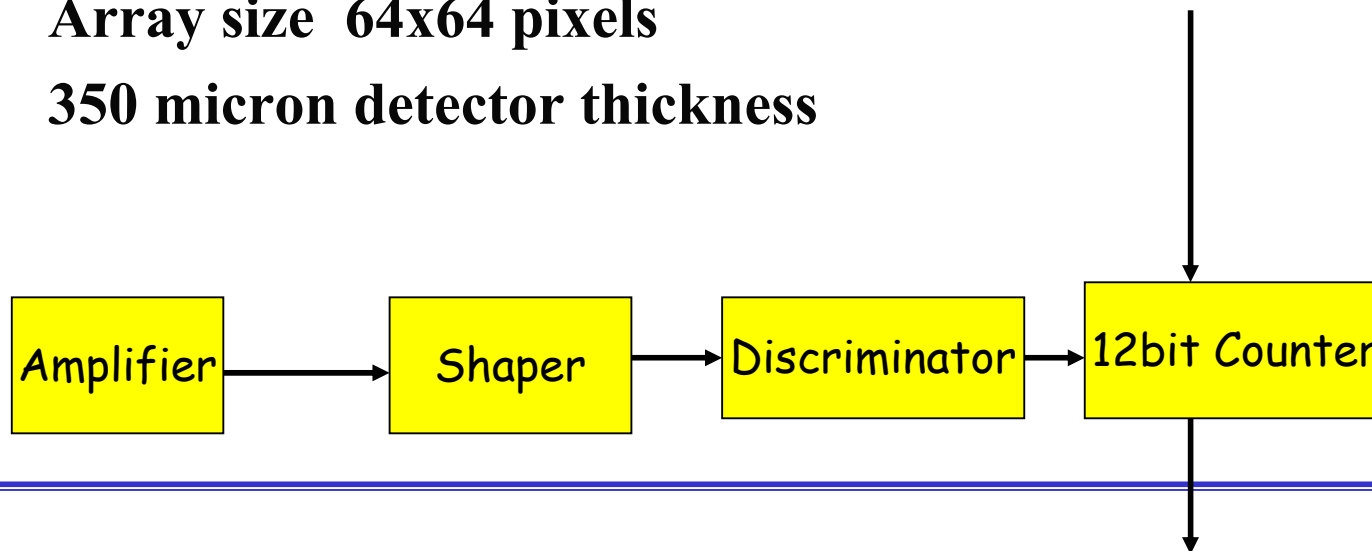 Array size 64x64 pixels
350 micron detector thickness
Amplifier
Shaper
Discriminator
12bit Counter